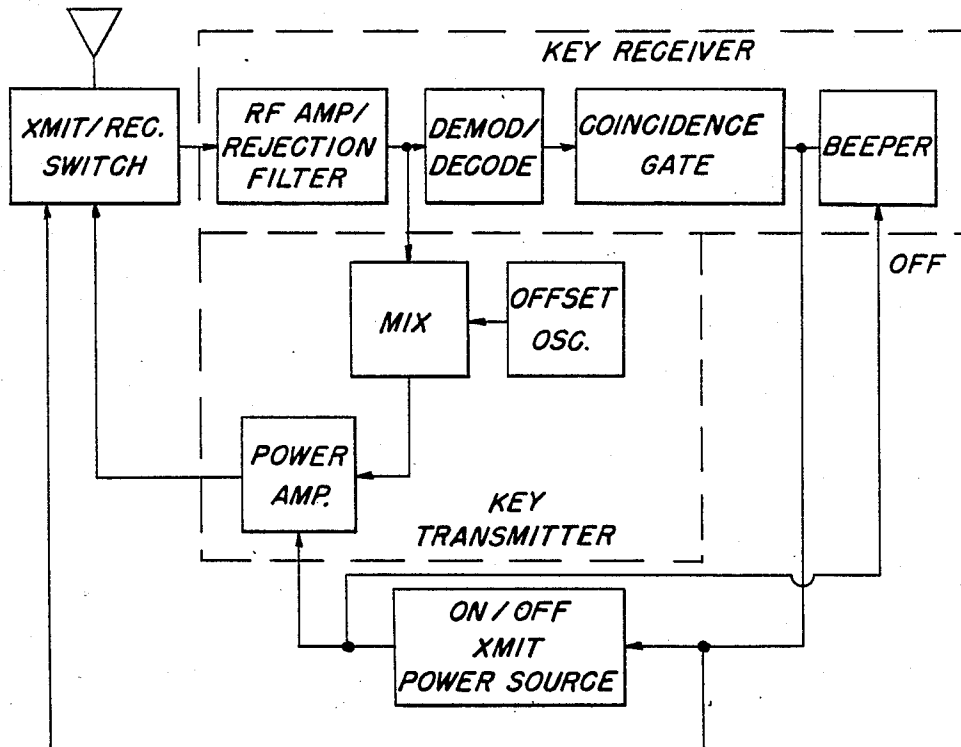 KEY RECEIVER
XMIT/REC.
SWITCH
RF AMP/
REJECTION
FILTER
DEMOD/
DECODE
COINCIDENCE
GATE
BEEPER
OFF
MIX
OFFSET
OSC.
POWER
AMP.
KEY
TRANSMITTER
ON/OFF
XMIT
POWER SOURCE